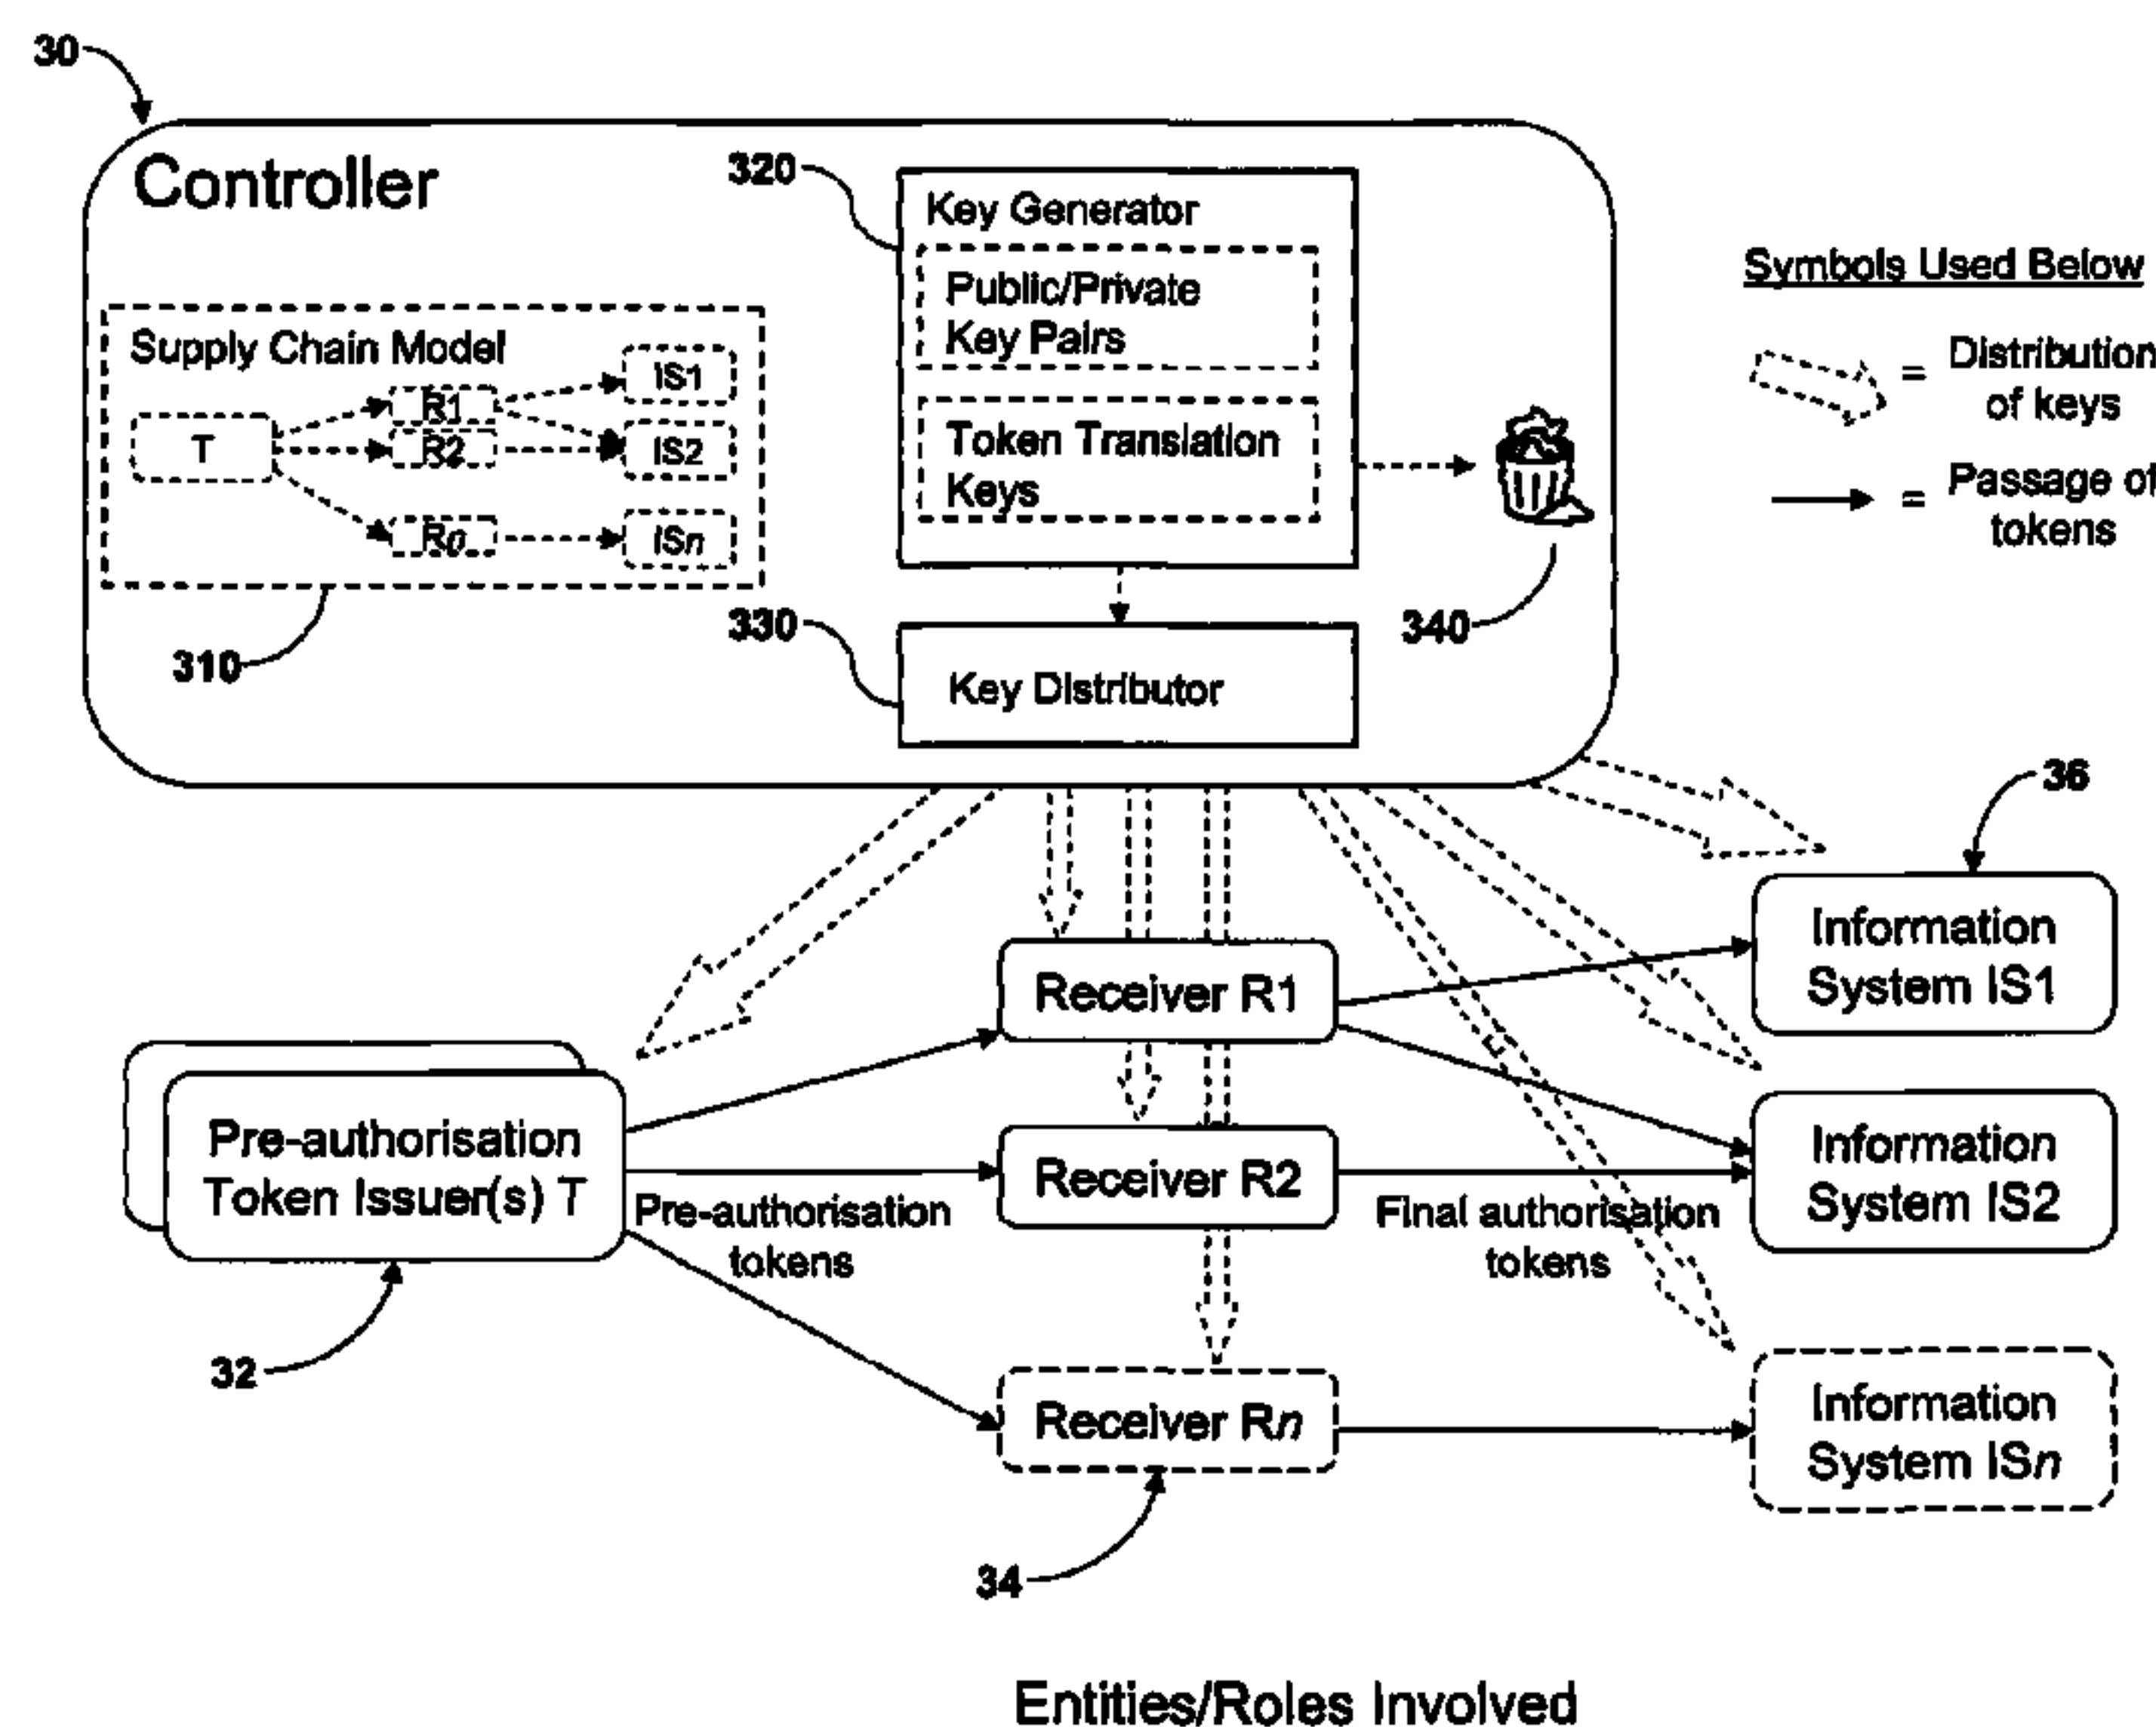 30
Controller
320
Key Generator
Public/Private
Key Pairs
Token Translation
Keys
Supply Chain Model
T
R1
R2
Rn
IS1
IS2
ISn
310
330
Key Distributor
340
Symbols Used Below
= Distribution
of keys
= Passage of
tokens
36
Information
System IS1
Receiver R1
Pre-authorisation
Token Issuer(s) T
Receiver R2
Information
System IS2
Pre-authorisation
tokens
Final authorisation
tokens
32
Receiver Rn
Information
System ISn
34
Entities/Roles Involved